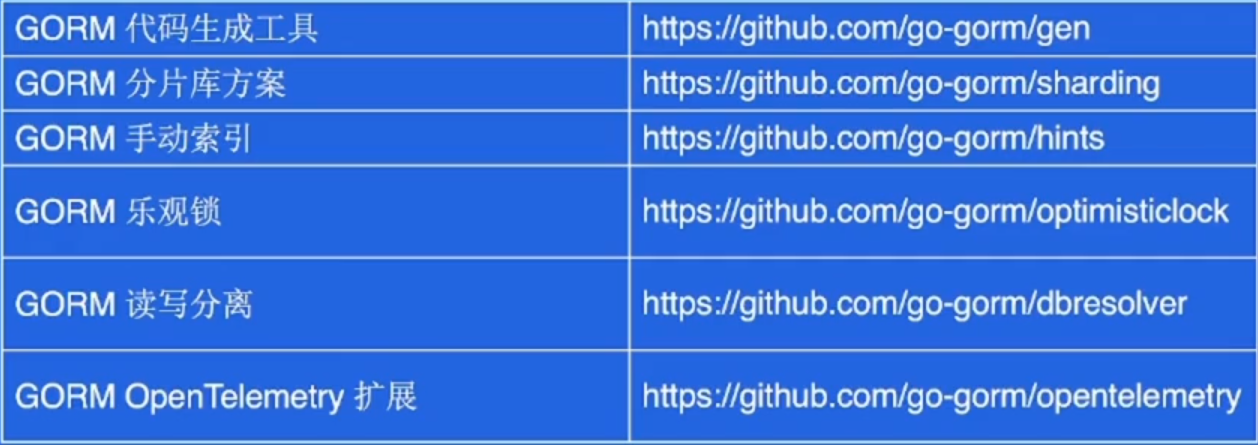 GORM 代码生成工具 https://github.com/go-gorm/gen
GORM 分片库方案 https://github.com/go-gorm/sharding
GORM 手动索引 https://github.com/go-gorm/hints
GORM 乐观锁 https://github.com/go-gorm/optimisticlock
GORM 读写分离 https://github.com/go-gorm/dbresolver
GORM OpenTelemetry 扩展 https://github.com/go-gorm/opentelemetry